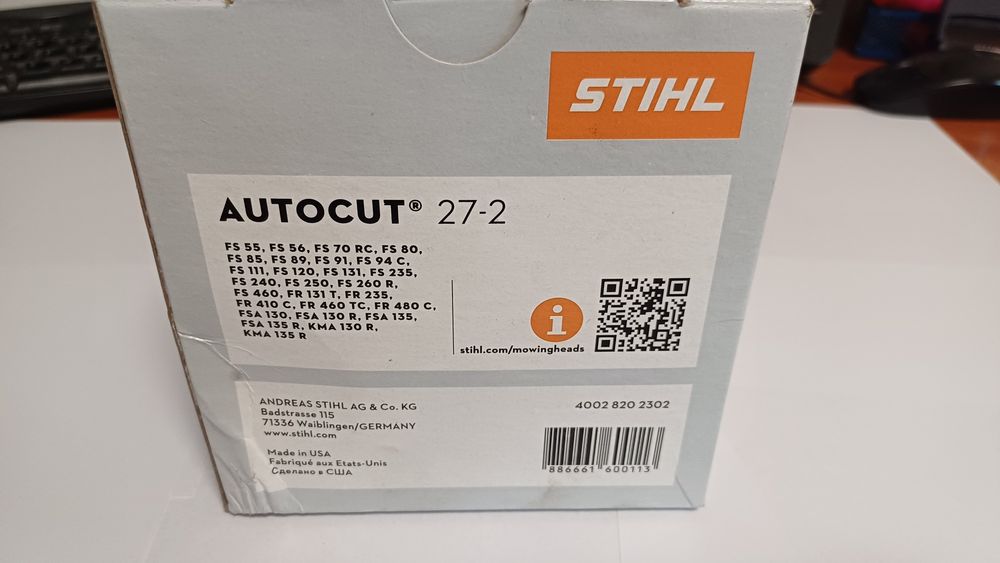 STIHL
AUTOCUT® 27-2
FS 55, FS 56, FS 70 RC, FS 80,
FS 85, FS 89, FS 91, FS 94 C,
FS 111, FS 120, FS 131, FS 235,
FS 240, FS 250, FS 260 R,
FS 460, FR 131 T, FR 235,
FR 410 C, FR 460 TC, FR 480 C,
FSA 130, FSA 130 R, FSA 135,
FSA 135 R, KMA 130 R,
KMA 135 R
i
stihl.com/mowingheads
ANDREAS STIHL AG & Co. KG
Badstrasse 115
71336 Waiblingen/GERMANY
www.stihl.com
Made in USA
Fabriqué aux Etats-Unis
Сделано в США
4002 820 2302
886661 600113